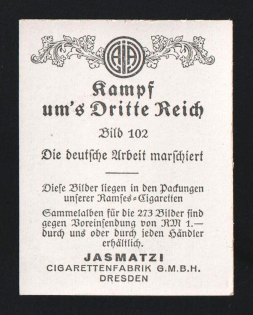 AJA
Kampf
um's Dritte Reich
Bild 102
Die deutsche Arbeit marschiert
Diese Bilder liegen in den Packungen
unserer Ramses-Cigaretten
Sammelalben für die 273 Bilder sind
gegen Voreinsendung von RM 1.—
durch uns oder durch jeden Händler
erhältlich.
JASMATZI
CIGARETTENFABRIK G.M.B.H.
DRESDEN